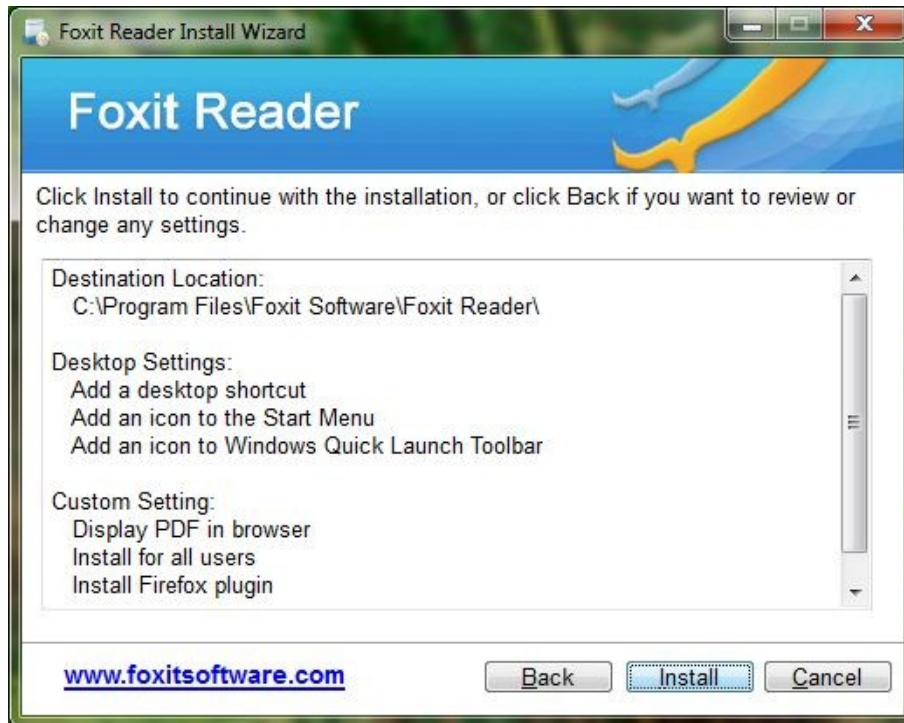 Foxit Reader Install Wizard
Foxit Reader
Click Install to continue with the installation, or click Back if you want to review or
change any settings.
Destination Location:
C:\Program Files\Foxit Software\Foxit Reader\
Desktop Settings:
Add a desktop shortcut
Add an icon to the Start Menu
Add an icon to Windows Quick Launch Toolbar
Custom Setting:
Display PDF in browser
Install for all users
Install Firefox plugin
www.foxitsoftware.com Back Install Cancel